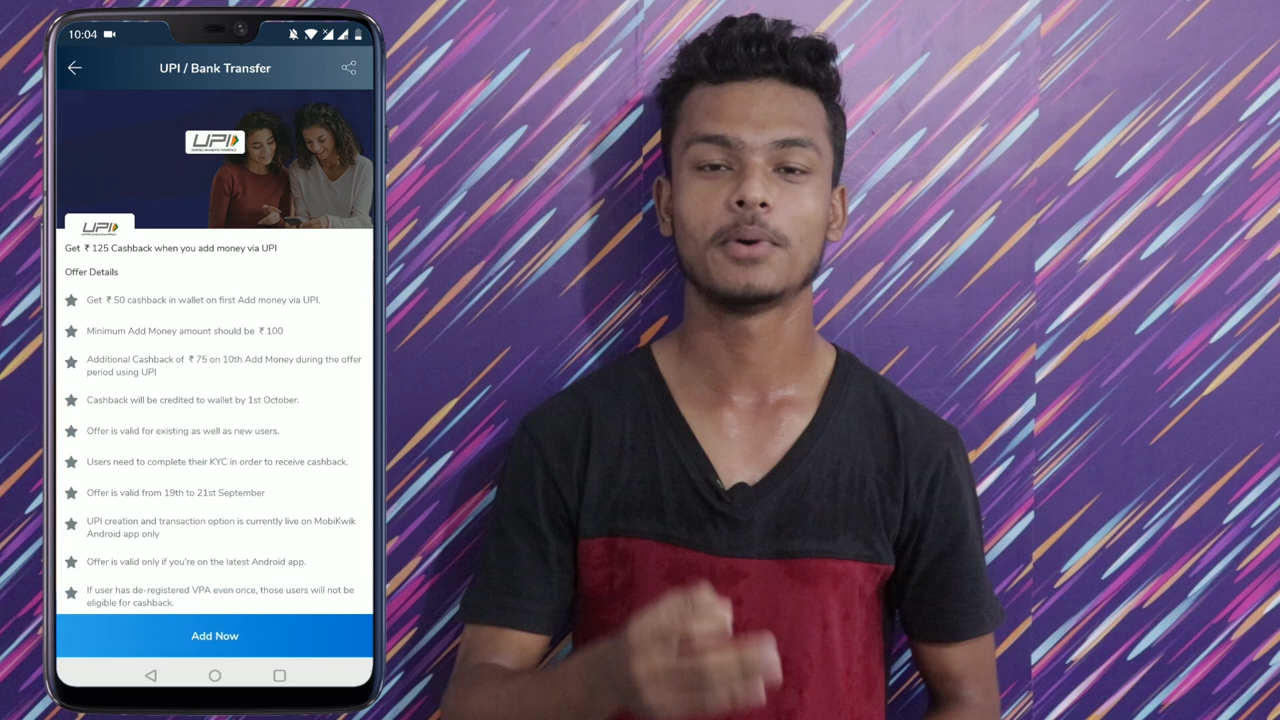 10:04
UPI / Bank Transfer
UPI
UPI
Get ₹ 125 Cashback when you add money via UPI
Offer Details
Get ₹ 50 cashback in wallet on first Add money via UPI.
Minimum Add Money amount should be ₹ 100
Additional Cashback of ₹ 75 on 10th Add Money during the offer
period using UPI
Cashback will be credited to wallet by 1st October.
Offer is valid for existing as well as new users.
Users need to complete their KYC in order to receive cashback.
Offer is valid from 19th to 21st September
UPI creation and transaction option is currently live on MobiKwik
Android app only
Offer is valid only if you're on the latest Android app.
If user has de-registered VPA even once, those users will not be
eligible for cashback.
Add Now